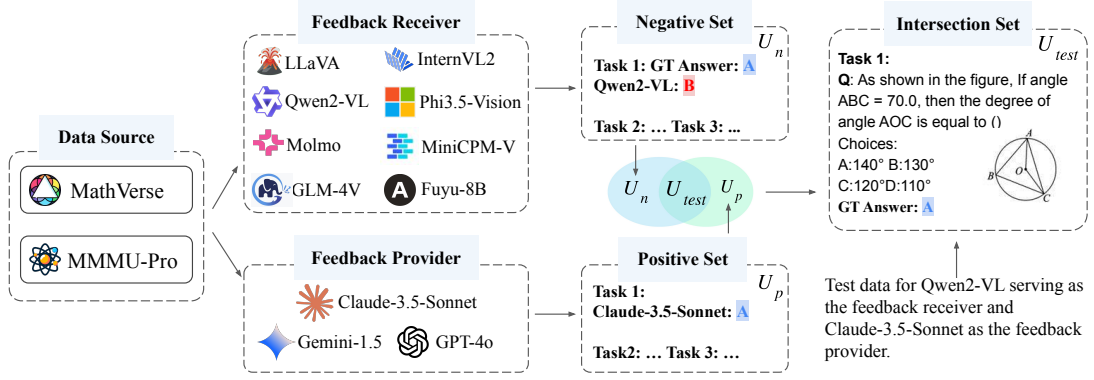 Data Source
MathVerse
MMMU-Pro
Feedback Receiver
LLaVA
InternVL2
Qwen2-VL
Phi3.5-Vision
Molmo
MiniCPM-V
GLM-4V
Fuyu-8B
Feedback Provider
Claude-3.5-Sonnet
Gemini-1.5
GPT-4o
Negative Set
U_n
Task 1: GT Answer: A
Qwen2-VL: B
Task 2: … Task 3: ...
U_n
U_test
U_p
Positive Set
U_p
Task 1:
Claude-3.5-Sonnet: A
Task2: … Task 3: …
Intersection Set
U_test
Task 1:
Q: As shown in the figure, If angle
ABC = 70.0, then the degree of
angle AOC is equal to ()
Choices:
A:140° B:130°
C:120°D:110°
GT Answer: A
A
O
B
C
Test data for Qwen2-VL serving as
the feedback receiver and
Claude-3.5-Sonnet as the feedback
provider.